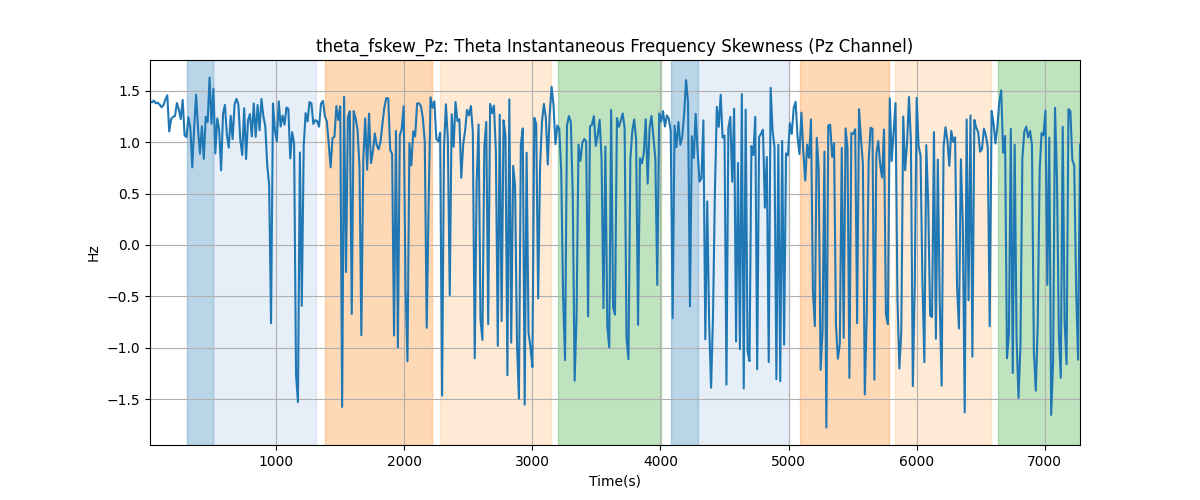 theta_fskew_Pz: Theta Instantaneous Frequency Skewness (Pz Channel)
Hz
1.5
1.0
0.5
0.0
−0.5
−1.0
−1.5
1000 2000 3000 4000 5000 6000 7000
Time(s)